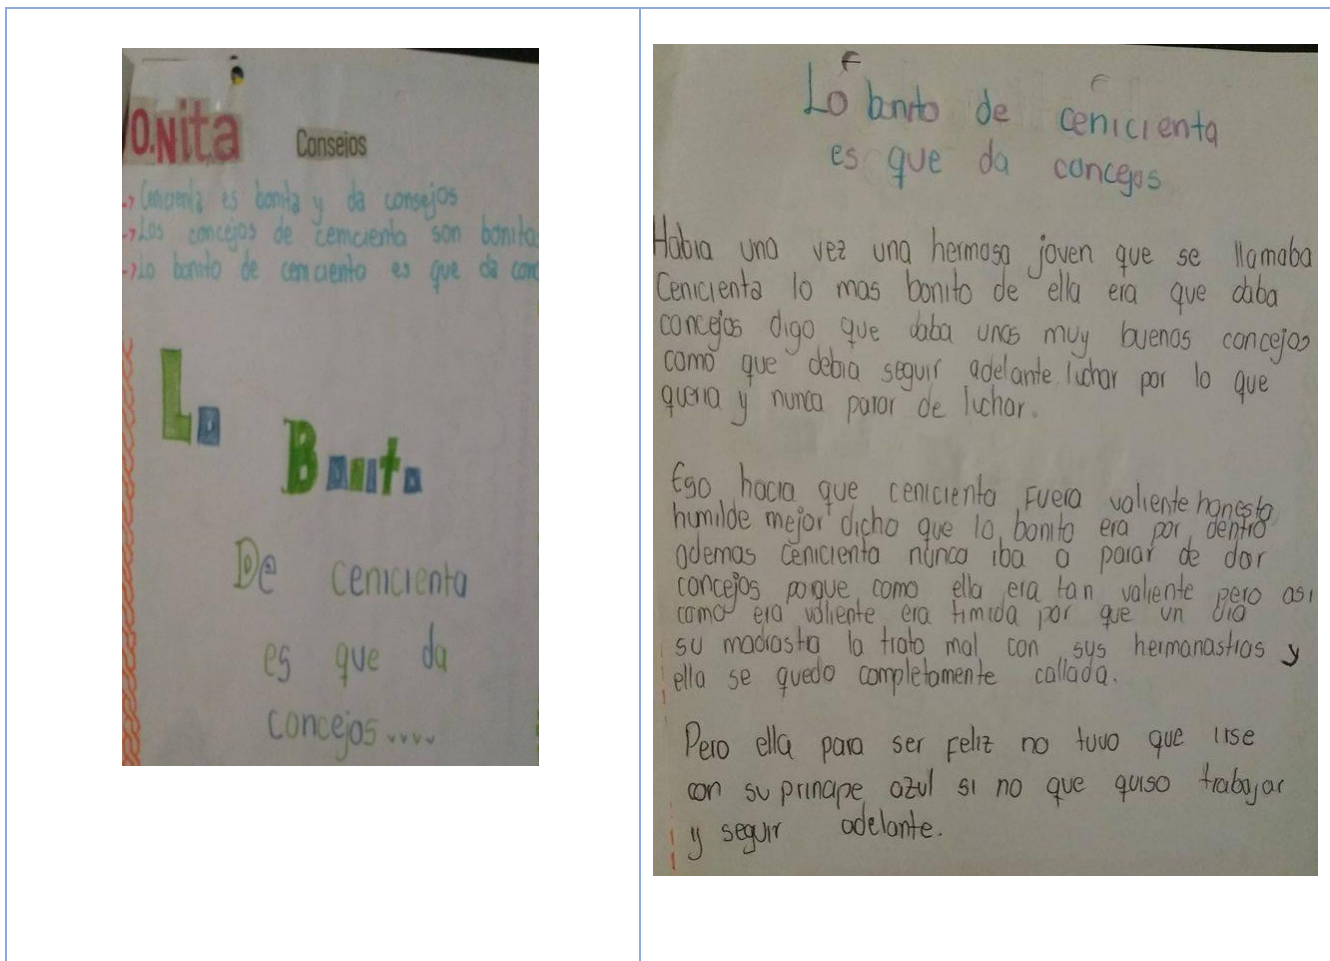 onita Consejos
→ Cenicienta es bonita y da consejos
→ Los concejos de cenicienta son bonita
→ Lo bonito de cenciento es que da con
Lo
Bonito
De cenicienta
es que da
concejos....
Lo bonito de cenicienta
es que da concejos
Habia una vez una hermosa joven que se llamaba
Cenicienta lo mas bonito de ella era que daba
concejos digo que daba unos muy buenos concejos
como que debia seguir adelante, luchar por lo que
queria y nunca parar de luchar.
Eso hacia que cenicienta Fuera valiente honesta
humilde mejor dicho que lo bonito era por dentro
ademas cenicienta nunca iba a parar de dar
concejos porque como ella era tan valiente pero asi
como era valiente era timida por que un dia
su madrastra la trato mal con sus hermanastras y
ella se quedo completamente callada.
Pero ella para ser Feliz no tuvo que irse
con su principe azul si no que quiso trabajar
y seguir adelante.